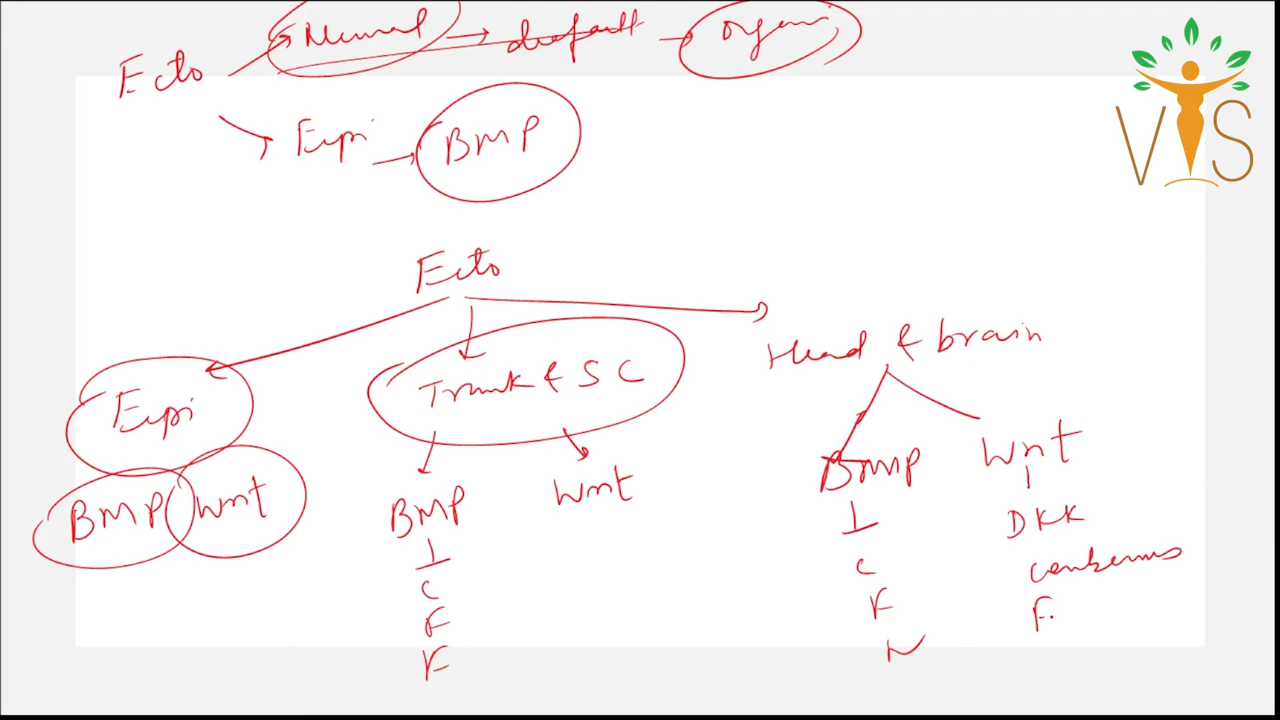 Ecto → Neural → default → organi
→ Epi → BMP
VIS
Ecto
Epi Trunk & SC Head & brain
BMP Wnt BMP Wnt BMP Wnt
C C DKK
F F cerberus
F N F.